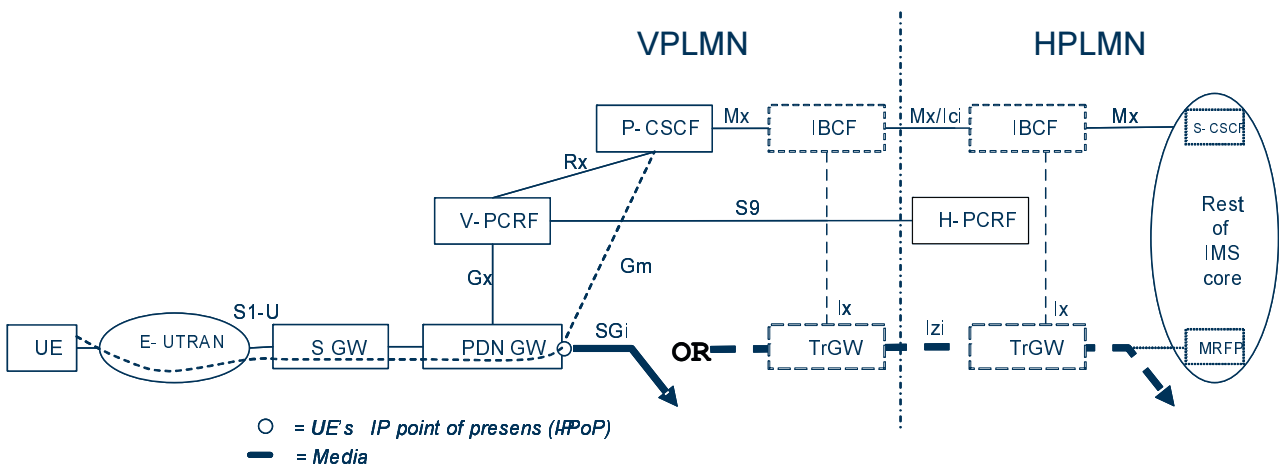 VPLMN
HPLMN
P-CSCF
Mx
IBCF
Mx/Ici
IBCF
Mx
S-CSCF
Rx
V-PCRF
S9
H-PCRF
Rest
of
IMS
core
Gx
Gm
S1-U
Ix
Ix
UE
E-UTRAN
S GW
PDN GW
SGi
OR
TrGW
Izi
TrGW
MRFP
= UE's IP point of presens (IP-PoP)
= Media